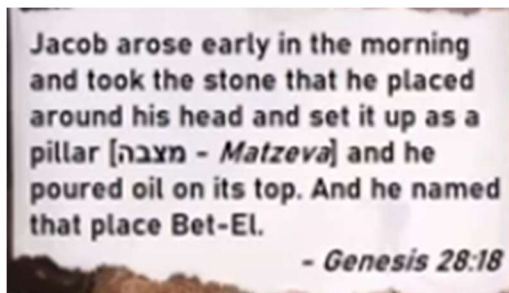 Jacob arose early in the morning
and took the stone that he placed
around his head and set it up as a
pillar [מצבה - Matzeva] and he
poured oil on its top. And he named
that place Bet-El.
- Genesis 28:18